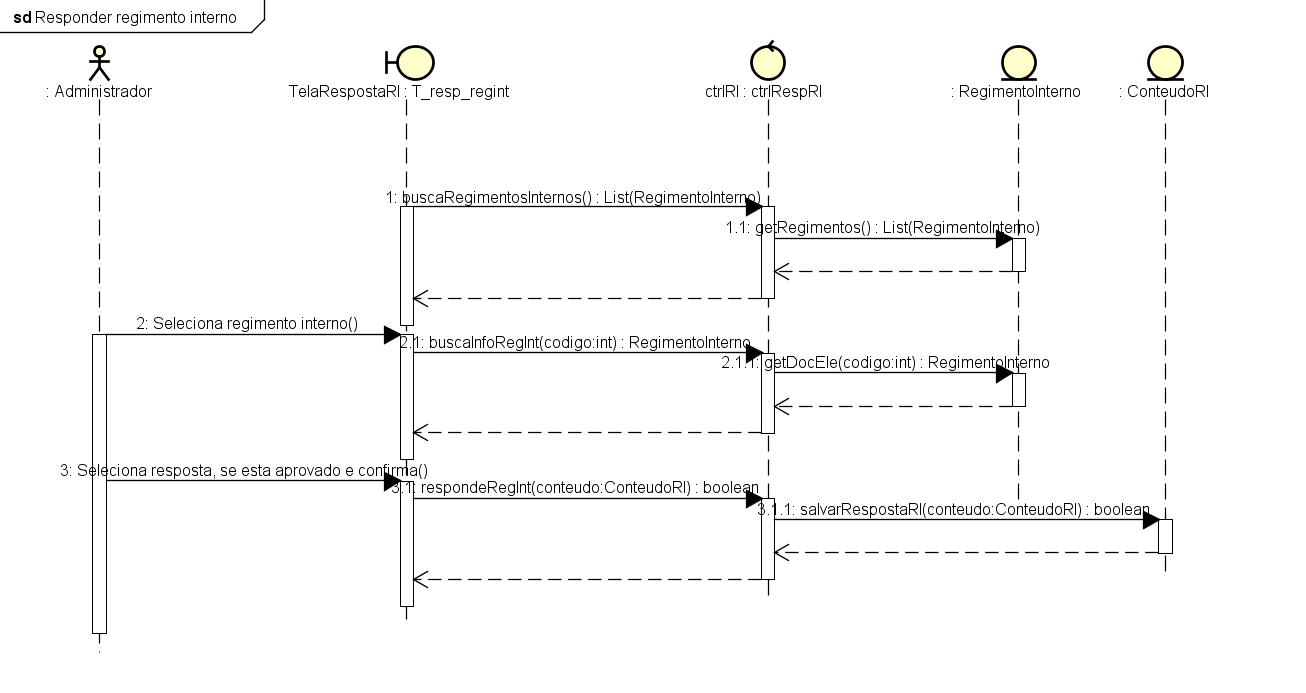 sd Responder regimento interno
: Administrador
TelaRespostaRI : T_resp_regint
ctrlRI : ctrlRespRI
: RegimentoInterno
: ConteudoRI
1: buscaRegimentosInternos() : List(RegimentoInterno)
1.1: getRegimentos() : List(RegimentoInterno)
2: Seleciona regimento interno()
2.1: buscaInfoRegInt(codigo:int) : RegimentoInterno
2.1.1: getDocEle(codigo:int) : RegimentoInterno
3: Seleciona resposta, se esta aprovado e confirma()
3.1: respondeRegInt(conteudo:ConteudoRI) : boolean
3.1.1: salvarRespostaRI(conteudo:ConteudoRI) : boolean